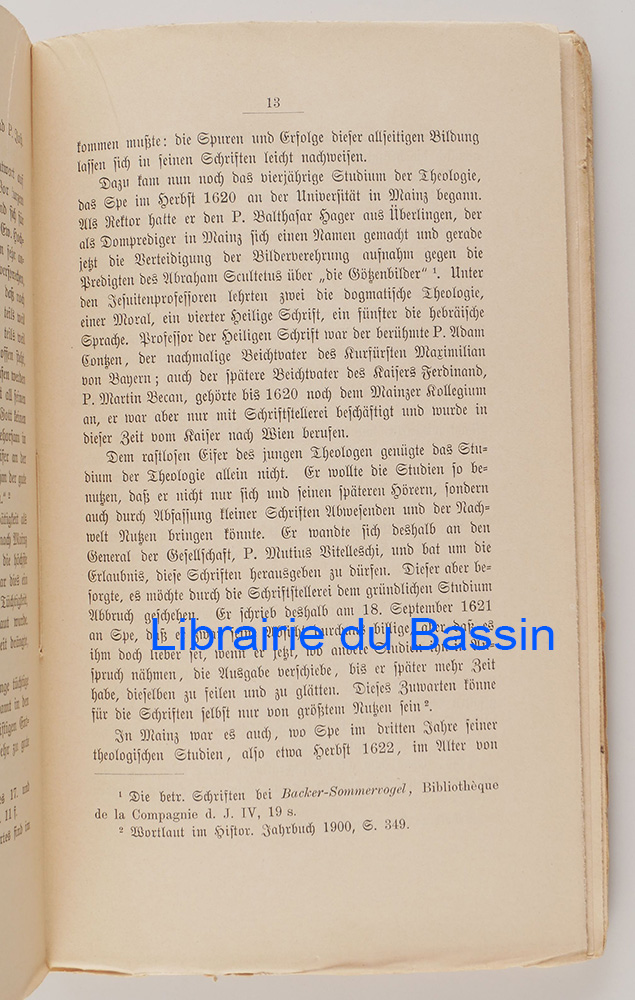 13
kommen mußte: die Spuren und Erfolge dieser allseitigen Bildung
lassen sich in seinen Schriften leicht nachweisen.
Dazu kam nun noch das vierjährige Studium der Theologie,
das Spe im Herbst 1620 an der Universität in Mainz begann.
Als Rektor hatte er den P. Balthasar Hager aus Überlingen, der
als Domprediger in Mainz sich einen Namen gemacht und gerade
jetzt die Verteidigung der Bilderverehrung aufnahm gegen die
Predigten des Abraham Scultetus über „die Götzenbilder“ ¹. Unter
den Jesuitenprofessoren lehrten zwei die dogmatische Theologie,
einer Moral, ein vierter Heilige Schrift, ein fünfter die hebräische
Sprache. Professor der Heiligen Schrift war der berühmte P. Adam
Contzen, der nachmalige Beichtvater des Kurfürsten Maximilian
von Bayern; auch der spätere Beichtvater des Kaisers Ferdinand,
P. Martin Becan, gehörte bis 1620 noch dem Mainzer Kollegium
an, er war aber nur mit Schriftstellerei beschäftigt und wurde in
dieser Zeit vom Kaiser nach Wien berufen.
Dem rastlosen Eifer des jungen Theologen genügte das Stu-
dium der Theologie allein nicht. Er wollte die Studien so be-
nutzen, daß er nicht nur sich und seinen späteren Hörern, sondern
auch durch Abfassung kleiner Schriften Abwesenden und der Nach-
welt Nutzen bringen könnte. Er wandte sich deshalb an den
General der Gesellschaft, P. Mutius Vitelleschi, und bat um die
Erlaubnis, diese Schriften herausgeben zu dürfen. Dieser aber be-
sorgte, es möchte durch die Schriftstellerei dem gründlichen Studium
Abbruch geschehen. Er schrieb deshalb am 18. September 1621
an Spe, daß er zwar seine Absicht durchaus billige, aber daß es
Librairie du Bassin
ihm doch lieber sei, wenn er jetzt, wo andere Studien ihn in An-
spruch nähmen, die Ausgabe verschiebe, bis er später mehr Zeit
habe, dieselben zu feilen und zu glätten. Dieses Zuwarten könne
für die Schriften selbst nur von größtem Nutzen sein ².
In Mainz war es auch, wo Spe im dritten Jahre seiner
theologischen Studien, also etwa Herbst 1622, im Alter von
¹ Die betr. Schriften bei Backer-Sommervogel, Bibliothèque
de la Compagnie d. J. IV, 19 s.
² Wortlaut im Histor. Jahrbuch 1900, S. 349.